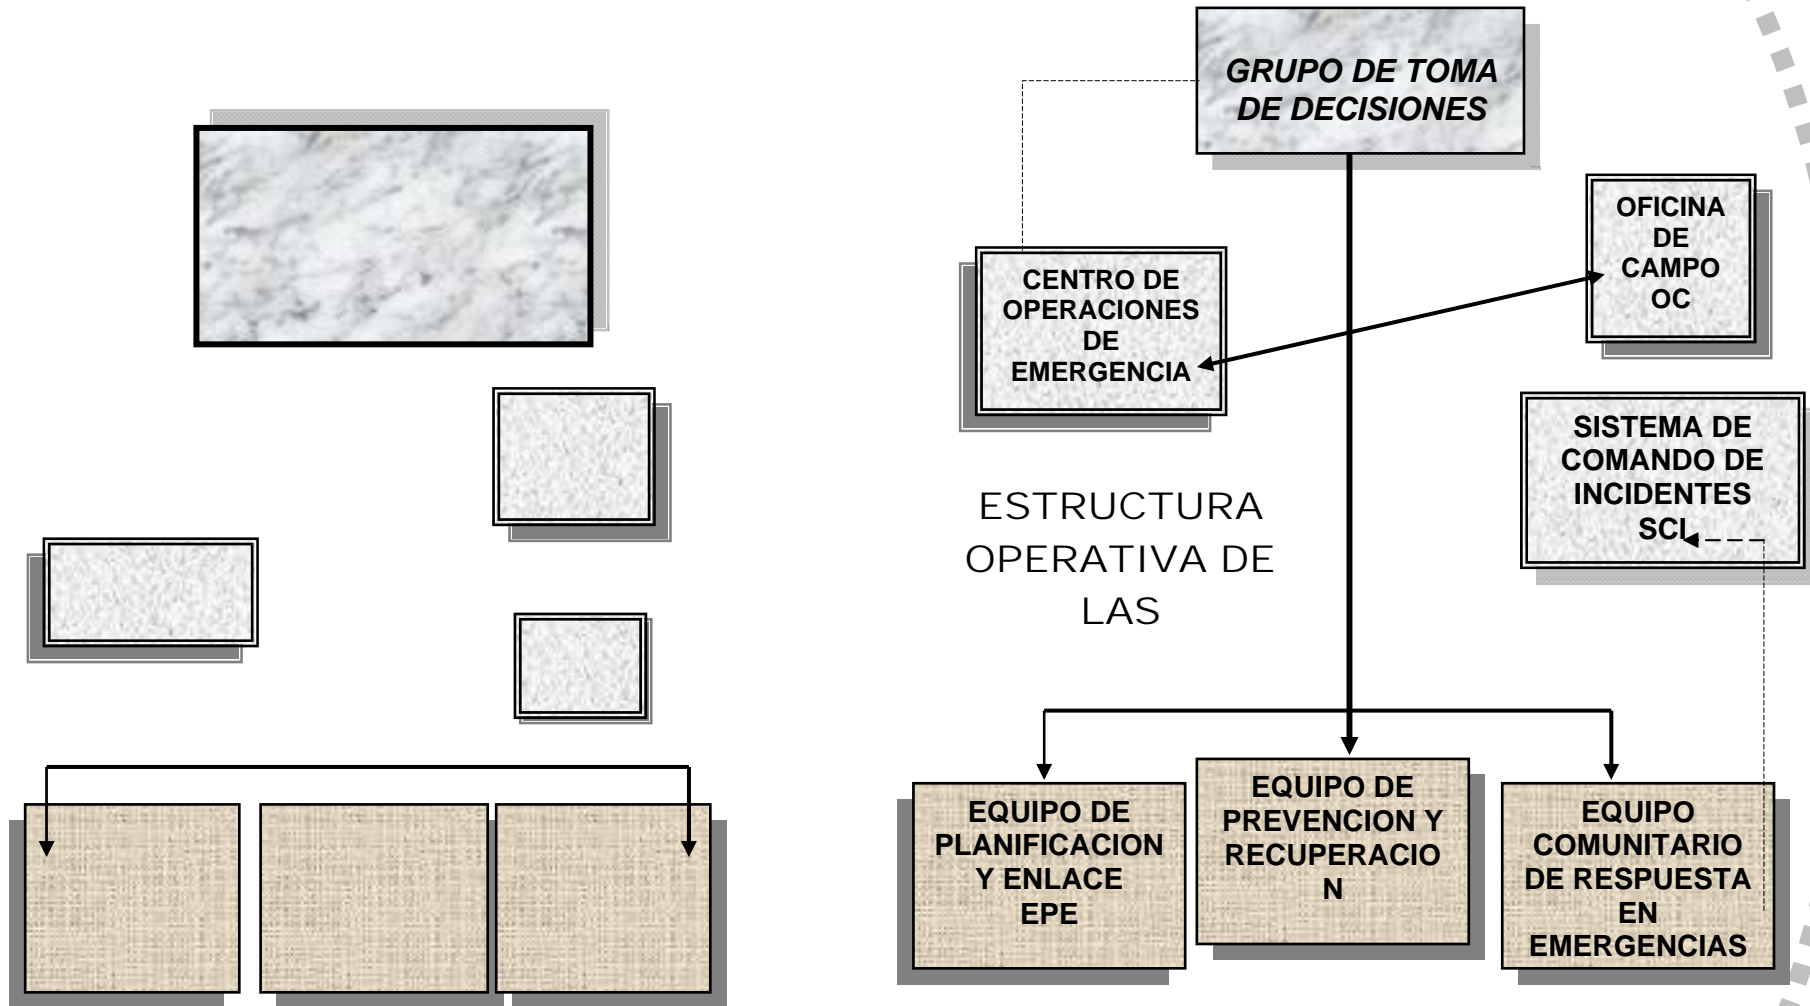 GRUPO DE TOMA
DE DECISIONES
OFICINA
DE
CAMPO
OC
CENTRO DE
OPERACIONES
DE
EMERGENCIA
SISTEMA DE
COMANDO DE
INCIDENTES
SCI
ESTRUCTURA
OPERATIVA DE
LAS
EQUIPO DE
PLANIFICACION
Y ENLACE
EPE
EQUIPO DE
PREVENCION Y
RECUPERACIO
N
EQUIPO
COMUNITARIO
DE RESPUESTA
EN
EMERGENCIAS